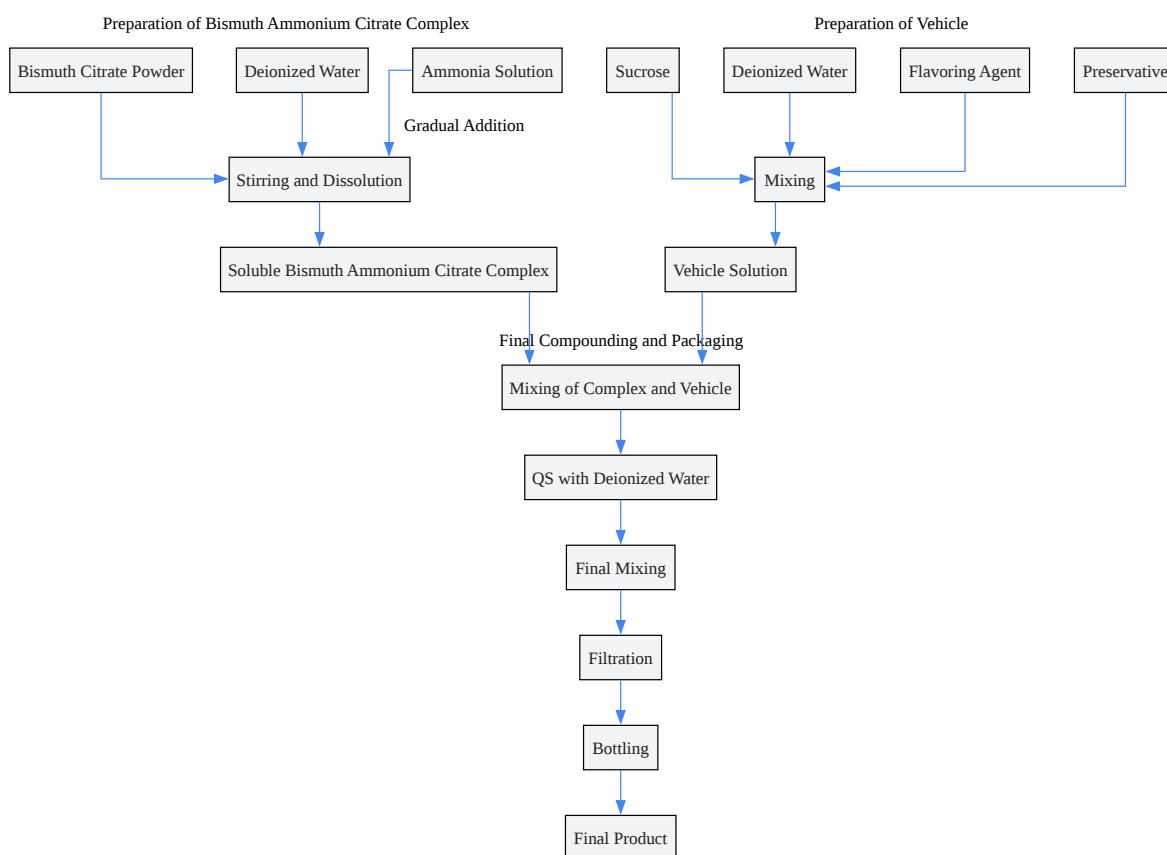 Preparation of Bismuth Ammonium Citrate Complex
Preparation of Vehicle
Bismuth Citrate Powder
Deionized Water
Ammonia Solution
Sucrose
Deionized Water
Flavoring Agent
Preservative
Gradual Addition
Stirring and Dissolution
Mixing
Soluble Bismuth Ammonium Citrate Complex
Vehicle Solution
Final Compounding and Packaging
Mixing of Complex and Vehicle
QS with Deionized Water
Final Mixing
Filtration
Bottling
Final Product